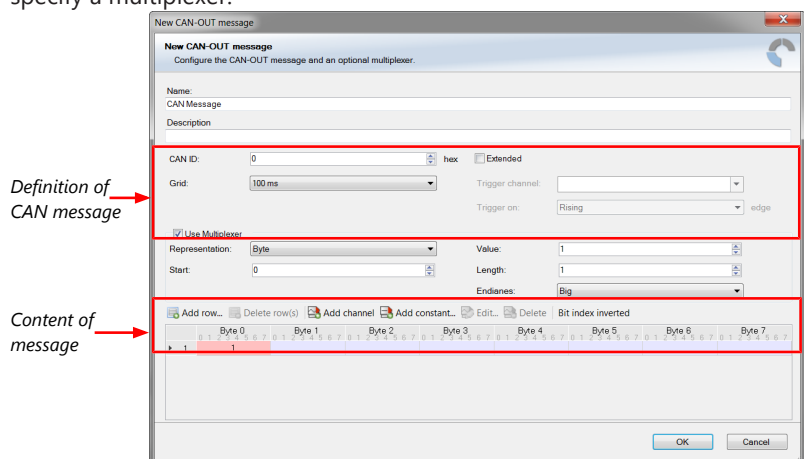 specify a multiplexer.
New CAN-OUT message
New CAN-OUT message
Configure the CAN-OUT message and an optional multiplexer.
Name:
CAN Message
Description
CAN ID: 0 hex Extended
Grid: 100 ms Trigger channel:
Trigger on: Rising edge
Definition of
CAN message
Use Multiplexer
Representation: Byte Value: 1
Start: 0 Length: 1
Endianes: Big
Content of
message
Add row... Delete row(s) Add channel Add constant... Edit... Delete Bit index inverted
Byte 0 Byte 1 Byte 2 Byte 3 Byte 4 Byte 5 Byte 6 Byte 7
0 1 2 3 4 5 6 7 0 1 2 3 4 5 6 7 0 1 2 3 4 5 6 7 0 1 2 3 4 5 6 7 0 1 2 3 4 5 6 7 0 1 2 3 4 5 6 7 0 1 2 3 4 5 6 7 0 1 2 3 4 5 6 7
1 1
OK Cancel